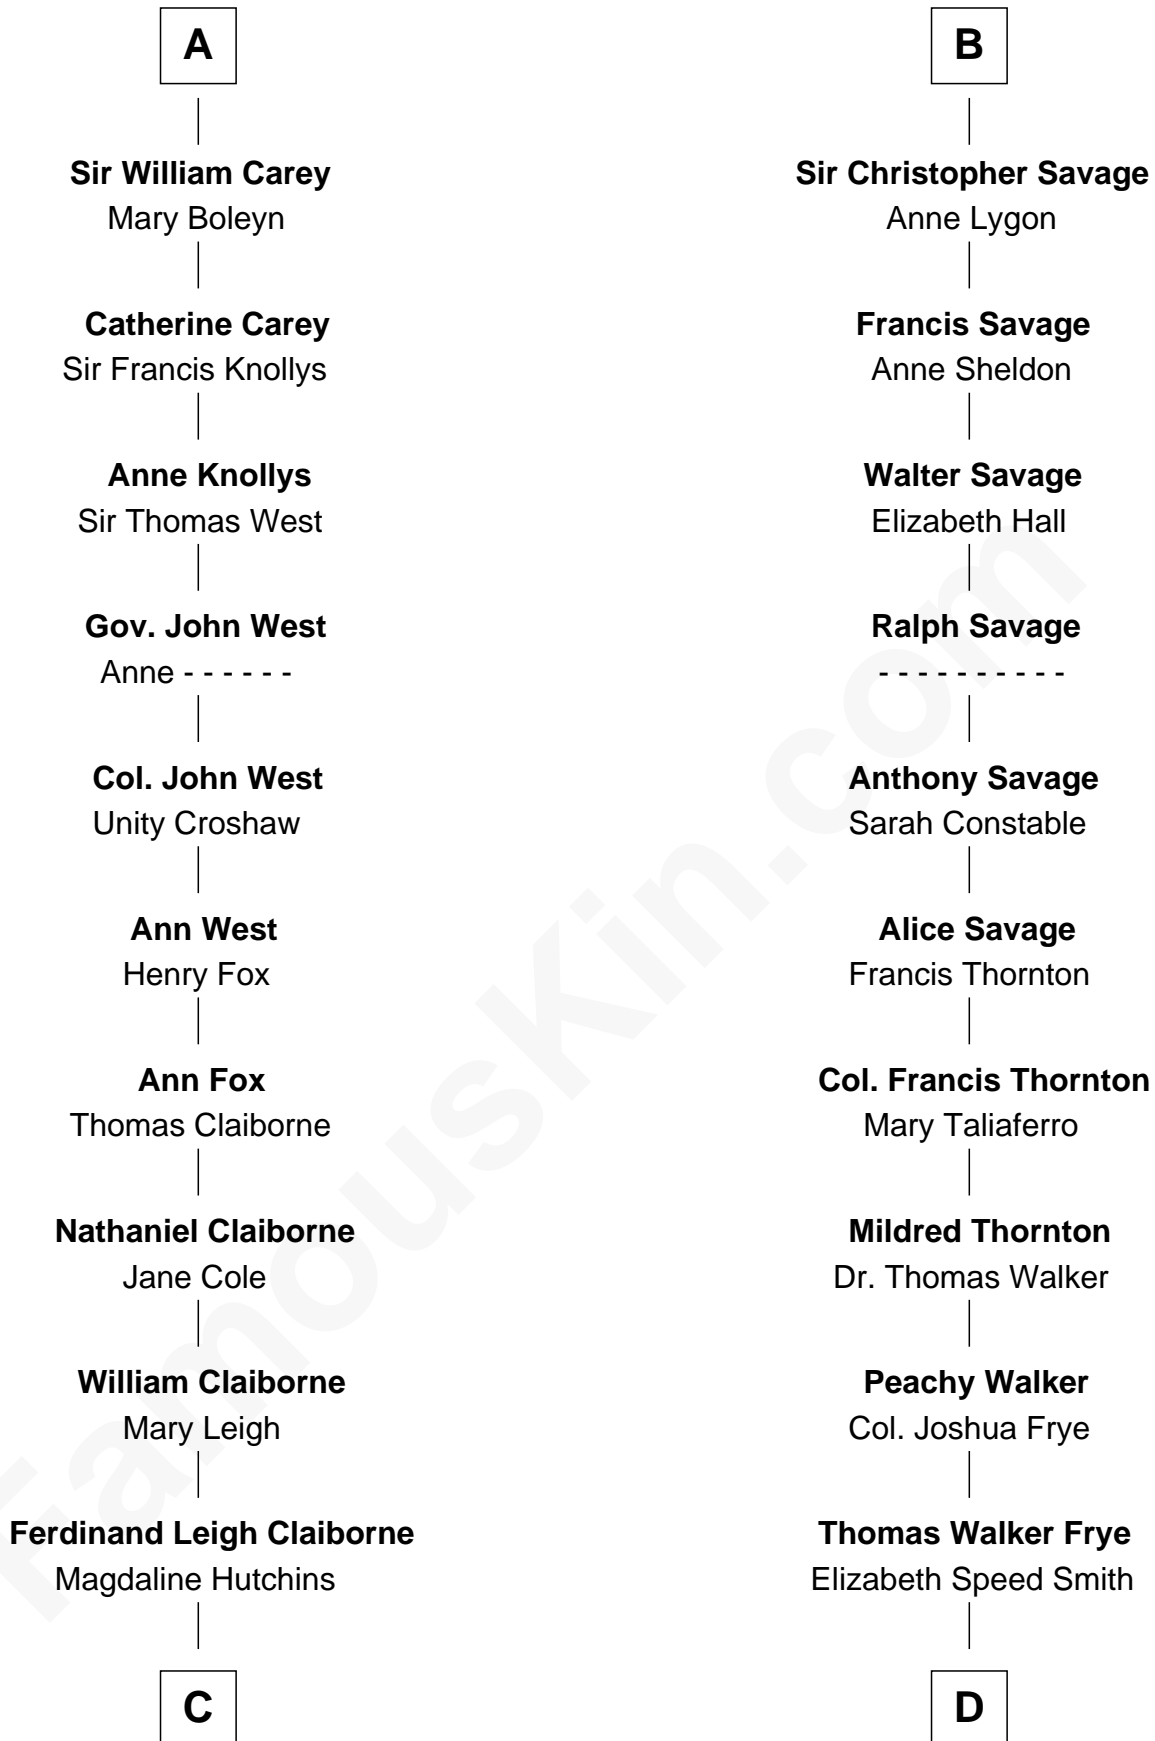 A
Sir William Carey
Mary Boleyn
Catherine Carey
Sir Francis Knollys
Anne Knollys
Sir Thomas West
Gov. John West
Anne - - - - - -
Col. John West
Unity Croshaw
Ann West
Henry Fox
Ann Fox
Thomas Claiborne
Nathaniel Claiborne
Jane Cole
William Claiborne
Mary Leigh
Ferdinand Leigh Claiborne
Magdaline Hutchins
C
B
Sir Christopher Savage
Anne Lygon
Francis Savage
Anne Sheldon
Walter Savage
Elizabeth Hall
Ralph Savage
- - - - - - - - - -
Anthony Savage
Sarah Constable
Alice Savage
Francis Thornton
Col. Francis Thornton
Mary Taliaferro
Mildred Thornton
Dr. Thomas Walker
Peachy Walker
Col. Joshua Frye
Thomas Walker Frye
Elizabeth Speed Smith
D
FamousKin.com